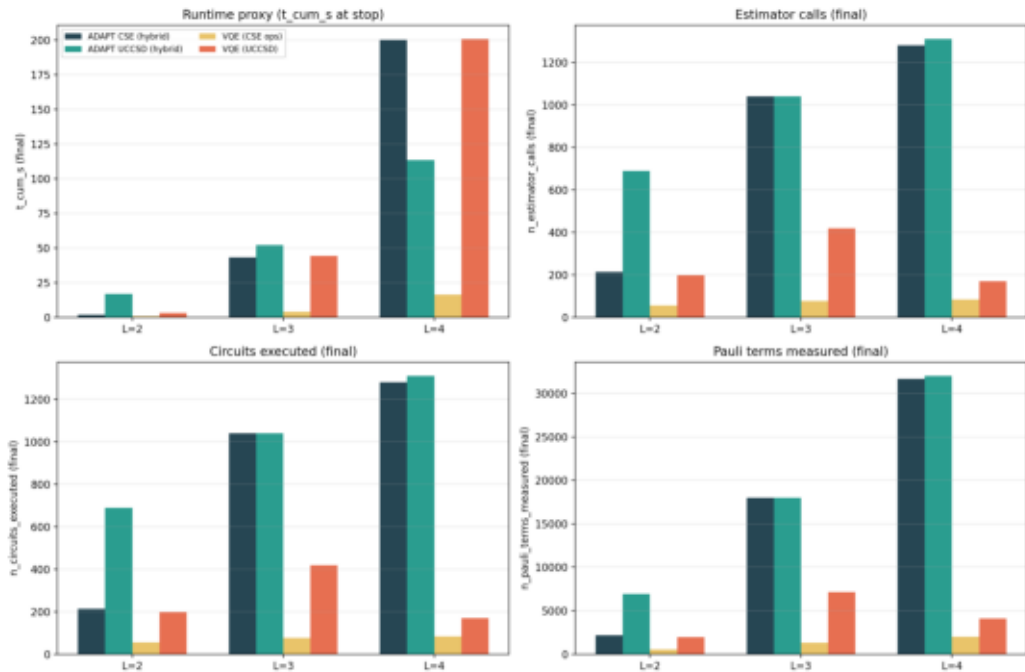 Runtime proxy (t_cum_s at stop)
ADAPT CSE (hybrid)
ADAPT UCCSD (hybrid)
VQE (CSE ops)
VQE (UCCSD)
t_cum_s (final)
200
175
150
125
100
75
50
25
0
L=2
L=3
L=4
Estimator calls (final)
n_estimator_calls (final)
1200
1000
800
600
400
200
0
L=2
L=3
L=4
Circuits executed (final)
n_circuits_executed (final)
1200
1000
800
600
400
200
0
L=2
L=3
L=4
Pauli terms measured (final)
n_pauli_terms_measured (final)
30000
25000
20000
15000
10000
5000
0
L=2
L=3
L=4